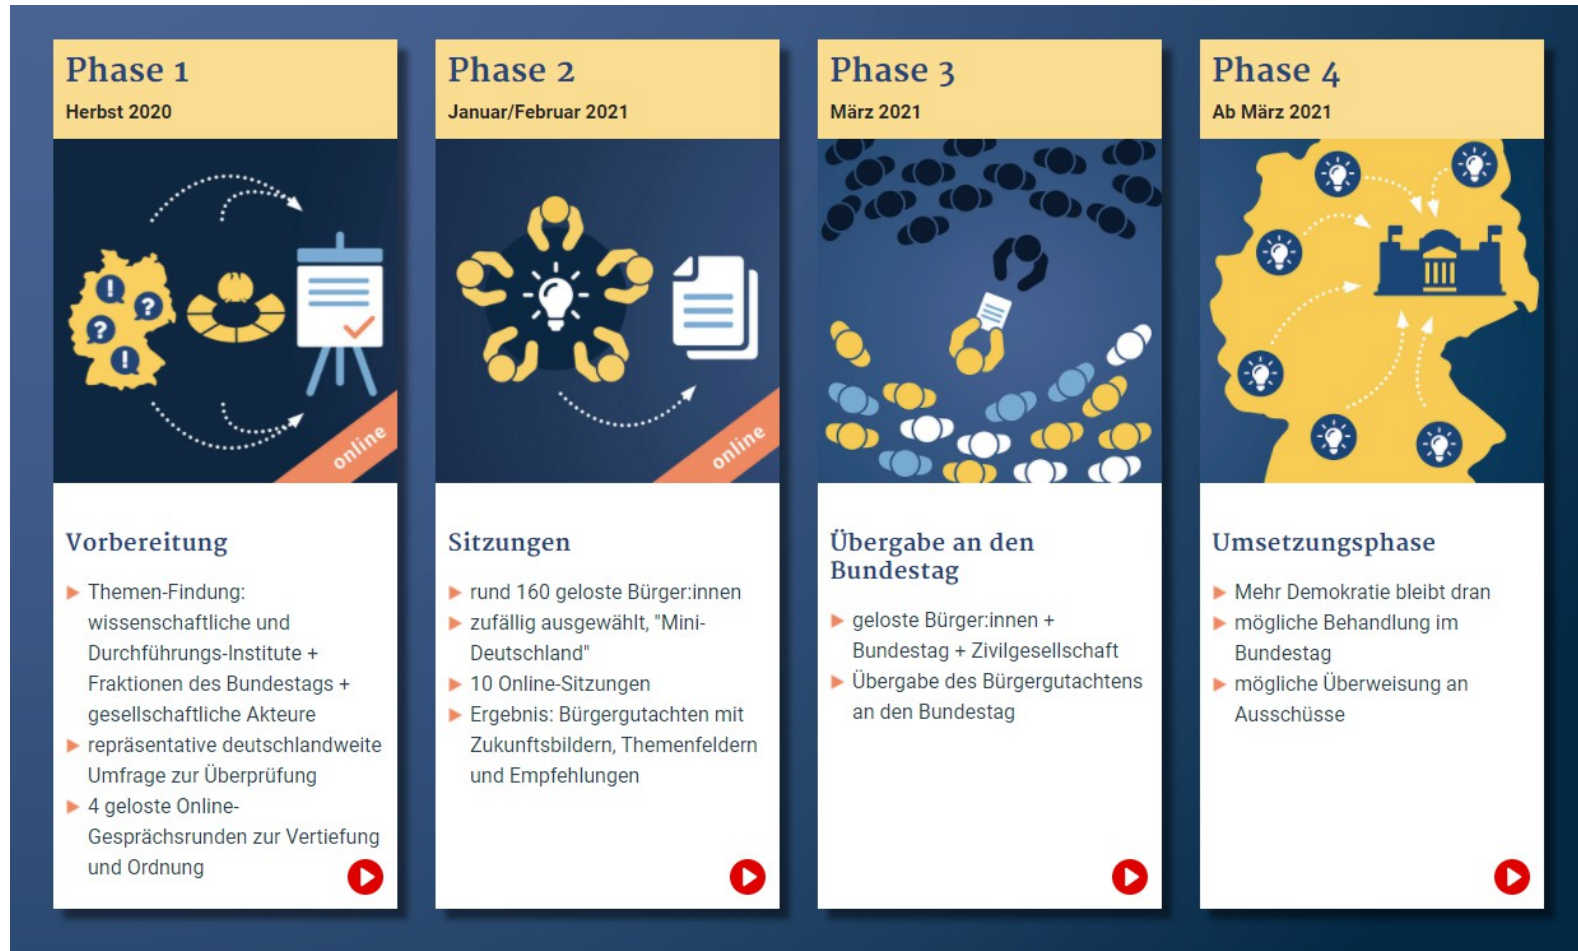 Phase 1
Herbst 2020
online
Vorbereitung
Themen-Findung:
wissenschaftliche und
Durchführungs-Institute +
Fraktionen des Bundestags +
gesellschaftliche Akteure
repräsentative deutschlandweite
Umfrage zur Überprüfung
4 geloste Online-
Gesprächsrunden zur Vertiefung
und Ordnung
Phase 2
Januar/Februar 2021
online
Sitzungen
rund 160 geloste Bürger:innen
zufällig ausgewählt, "Mini-
Deutschland"
10 Online-Sitzungen
Ergebnis: Bürgergutachten mit
Zukunftsbildern, Themenfeldern
und Empfehlungen
Phase 3
März 2021
Übergabe an den
Bundestag
geloste Bürger:innen +
Bundestag + Zivilgesellschaft
Übergabe des Bürgergutachtens
an den Bundestag
Phase 4
Ab März 2021
Umsetzungsphase
Mehr Demokratie bleibt dran
mögliche Behandlung im
Bundestag
mögliche Überweisung an
Ausschüsse